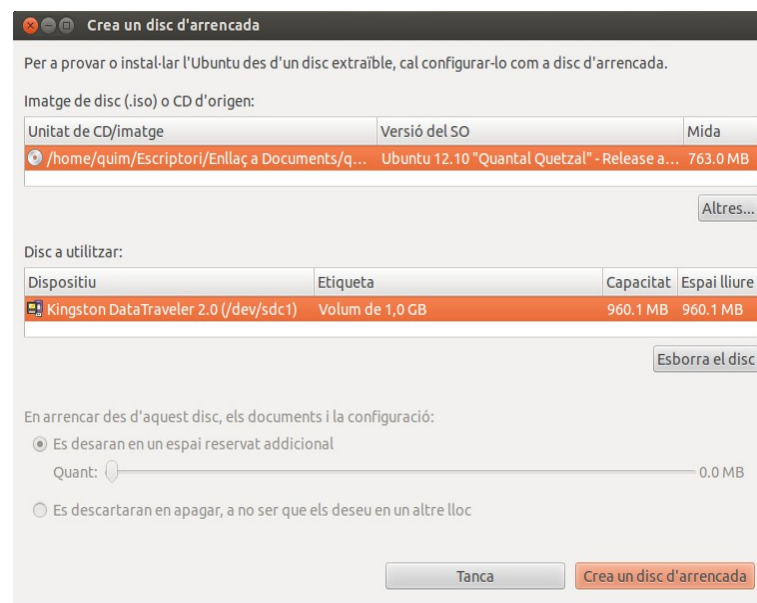 Crea un disc d'arrencada
Per a provar o instal·lar l'Ubuntu des d'un disc extraïble, cal configurar-lo com a disc d'arrencada.
Imatge de disc (.iso) o CD d'origen:
Unitat de CD/imatge Versió del SO Mida
/home/quim/Escriptori/Enllaç a Documents/q... Ubuntu 12.10 "Quantal Quetzal" - Release a... 763.0 MB
Altres...
Disc a utilitzar:
Dispositiu Etiqueta Capacitat Espai lliure
Kingston DataTraveler 2.0 (/dev/sdc1) Volum de 1,0 GB 960.1 MB 960.1 MB
Esborra el disc
En arrencar des d'aquest disc, els documents i la configuració:
Es desaran en un espai reservat addicional
Quant: 0.0 MB
Es descartaran en apagar, a no ser que els deseu en un altre lloc
Tanca Crea un disc d'arrencada